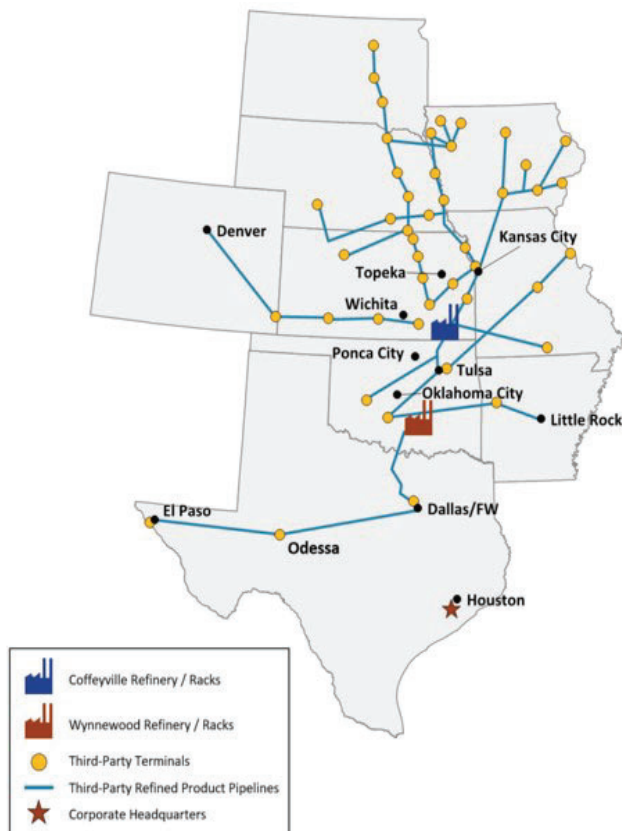 Denver
Kansas City
Topeka
Wichita
Ponca City
Tulsa
Oklahoma City
Little Rock
El Paso
Dallas/FW
Odessa
Houston
Coffeyville Refinery / Racks
Wynnewood Refinery / Racks
Third-Party Terminals
Third-Party Refined Product Pipelines
Corporate Headquarters